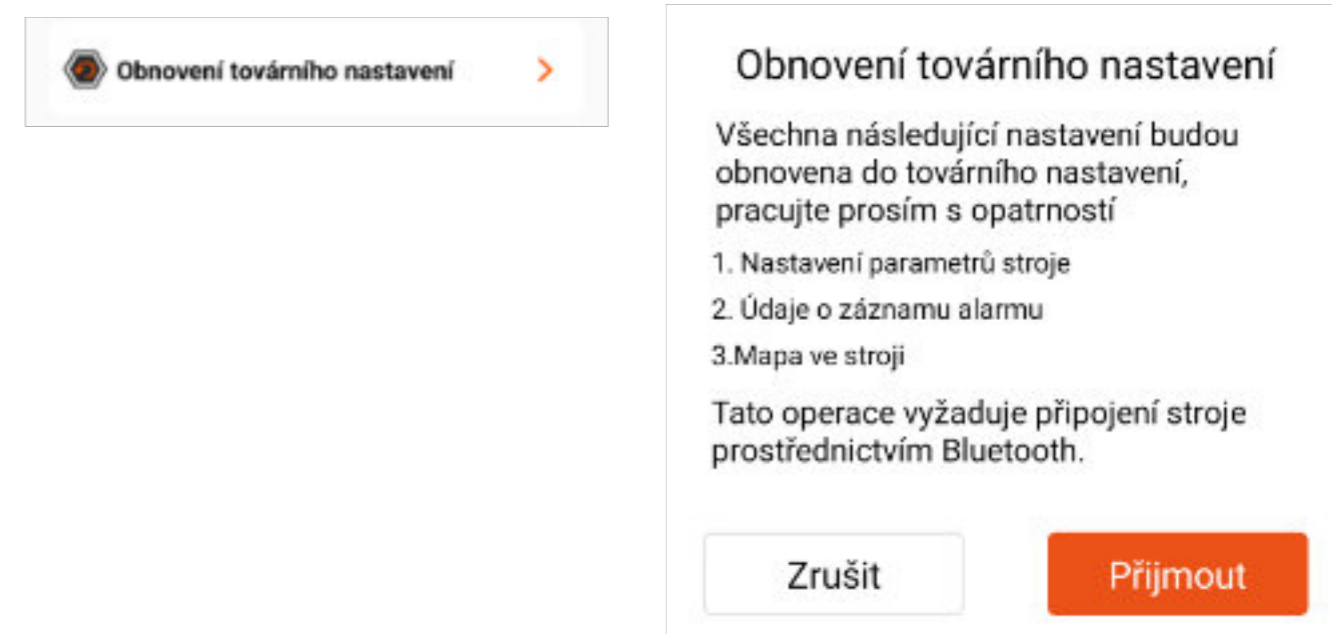 Obnovení továrního nastavení
Obnovení továrního nastavení
Všechna následující nastavení budou
obnovena do továrního nastavení,
pracujte prosím s opatrností
1. Nastavení parametrů stroje
2. Údaje o záznamu alarmu
3.Mapa ve stroji
Tato operace vyžaduje připojení stroje
prostřednictvím Bluetooth.
Zrušit
Přijmout